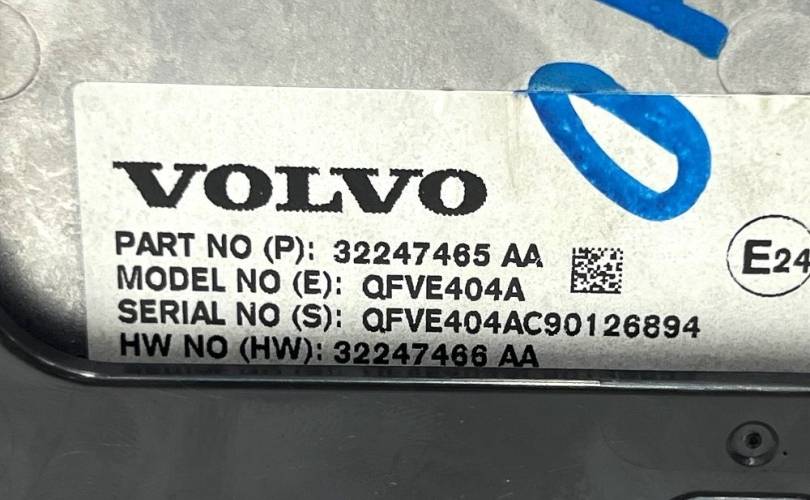 VOLVO
PART NO (P): 32247465 AA
MODEL NO (E): QFVE404A
SERIAL NO (S): QFVE404AC90126894
HW NO (HW): 32247466 AA
E24